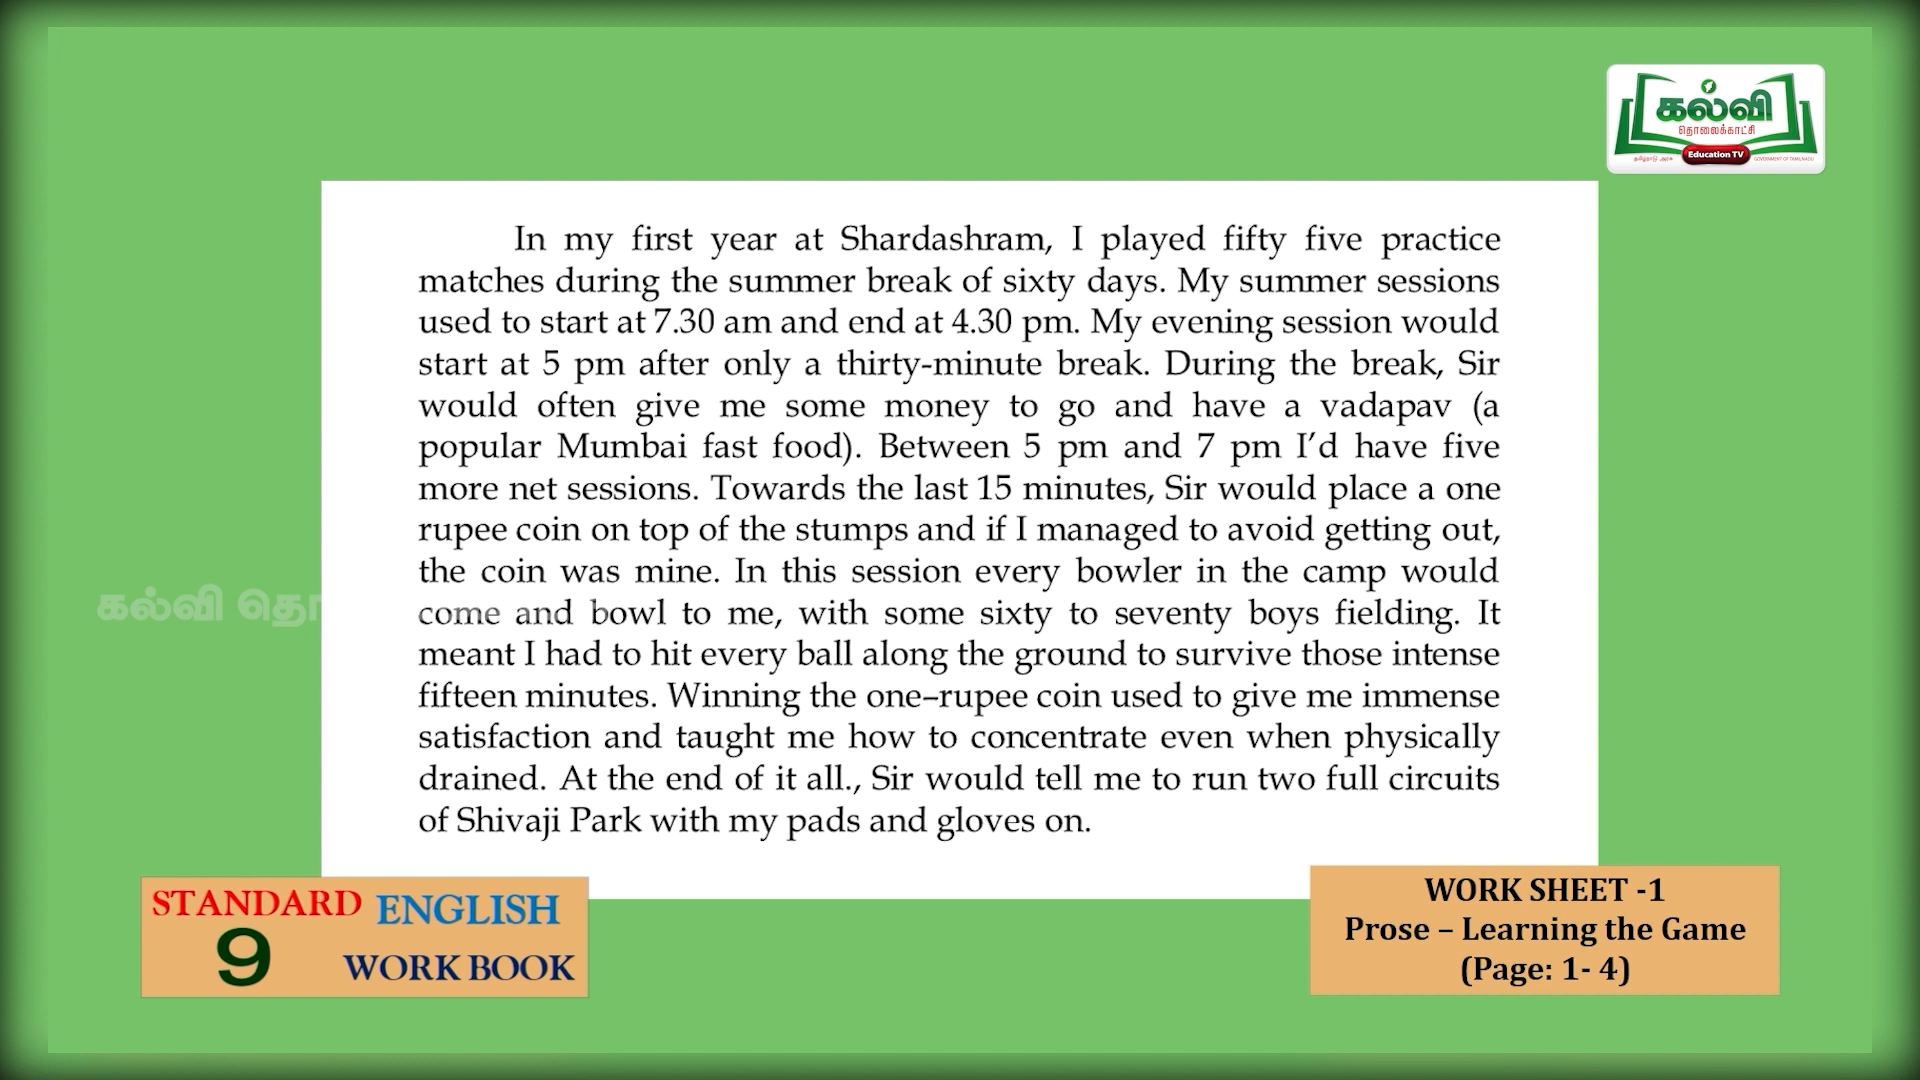 கல்வி
தொலைக்காட்சி
Education TV
தமிழ்நாடு அரசு
GOVERNMENT OF TAMILNADU
In my first year at Shardashram, I played fifty five practice
matches during the summer break of sixty days. My summer sessions
used to start at 7.30 am and end at 4.30 pm. My evening session would
start at 5 pm after only a thirty-minute break. During the break, Sir
would often give me some money to go and have a vadapav (a
popular Mumbai fast food). Between 5 pm and 7 pm I’d have five
more net sessions. Towards the last 15 minutes, Sir would place a one
rupee coin on top of the stumps and if I managed to avoid getting out,
the coin was mine. In this session every bowler in the camp would
come and bowl to me, with some sixty to seventy boys fielding. It
meant I had to hit every ball along the ground to survive those intense
fifteen minutes. Winning the one–rupee coin used to give me immense
satisfaction and taught me how to concentrate even when physically
drained. At the end of it all., Sir would tell me to run two full circuits
of Shivaji Park with my pads and gloves on.
கல்வி
STANDARD
9
ENGLISH
WORK BOOK
WORK SHEET -1
Prose – Learning the Game
(Page: 1- 4)